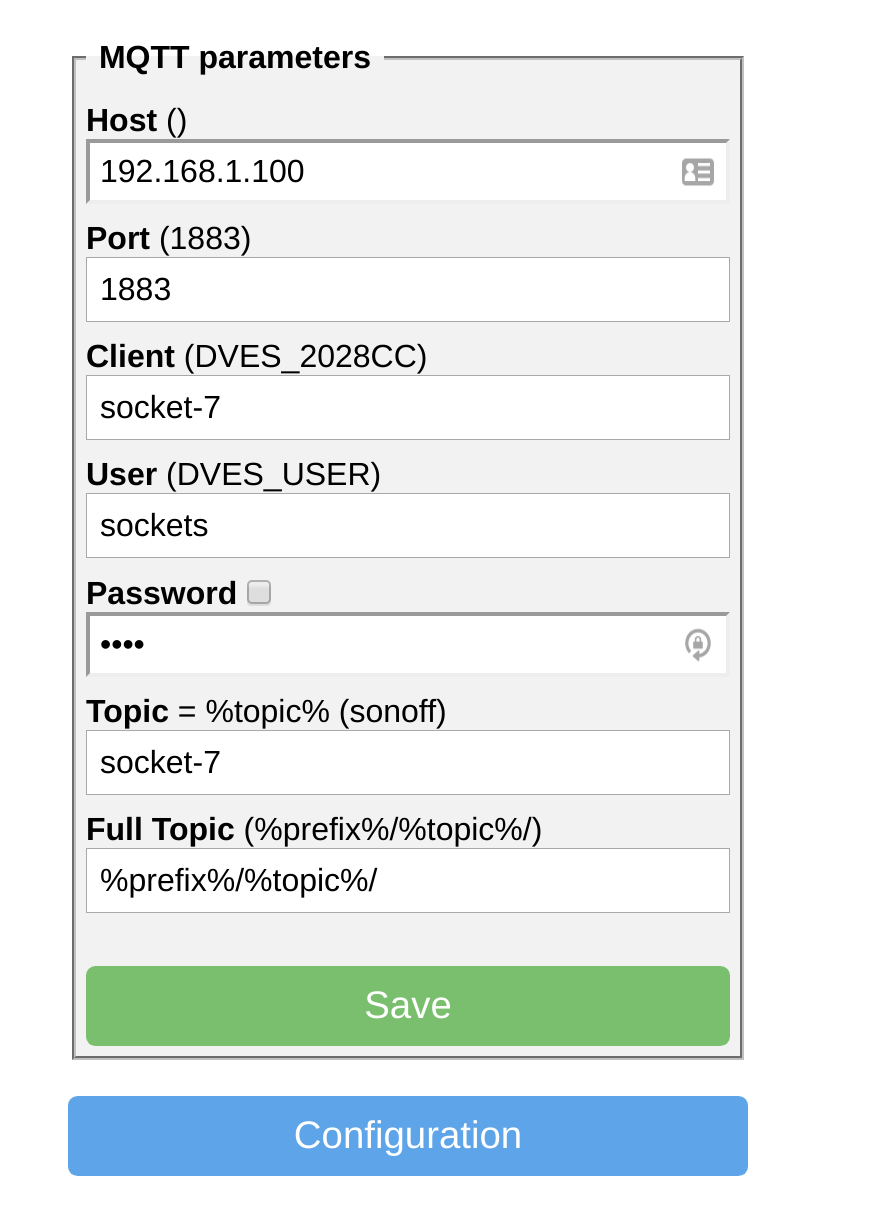 MQTT parameters
Host ()
192.168.1.100
Port (1883)
1883
Client (DVES_2028CC)
socket-7
User (DVES_USER)
sockets
Password
••••
Topic = %topic% (sonoff)
socket-7
Full Topic (%prefix%/%topic%/)
%prefix%/%topic%/
Save
Configuration